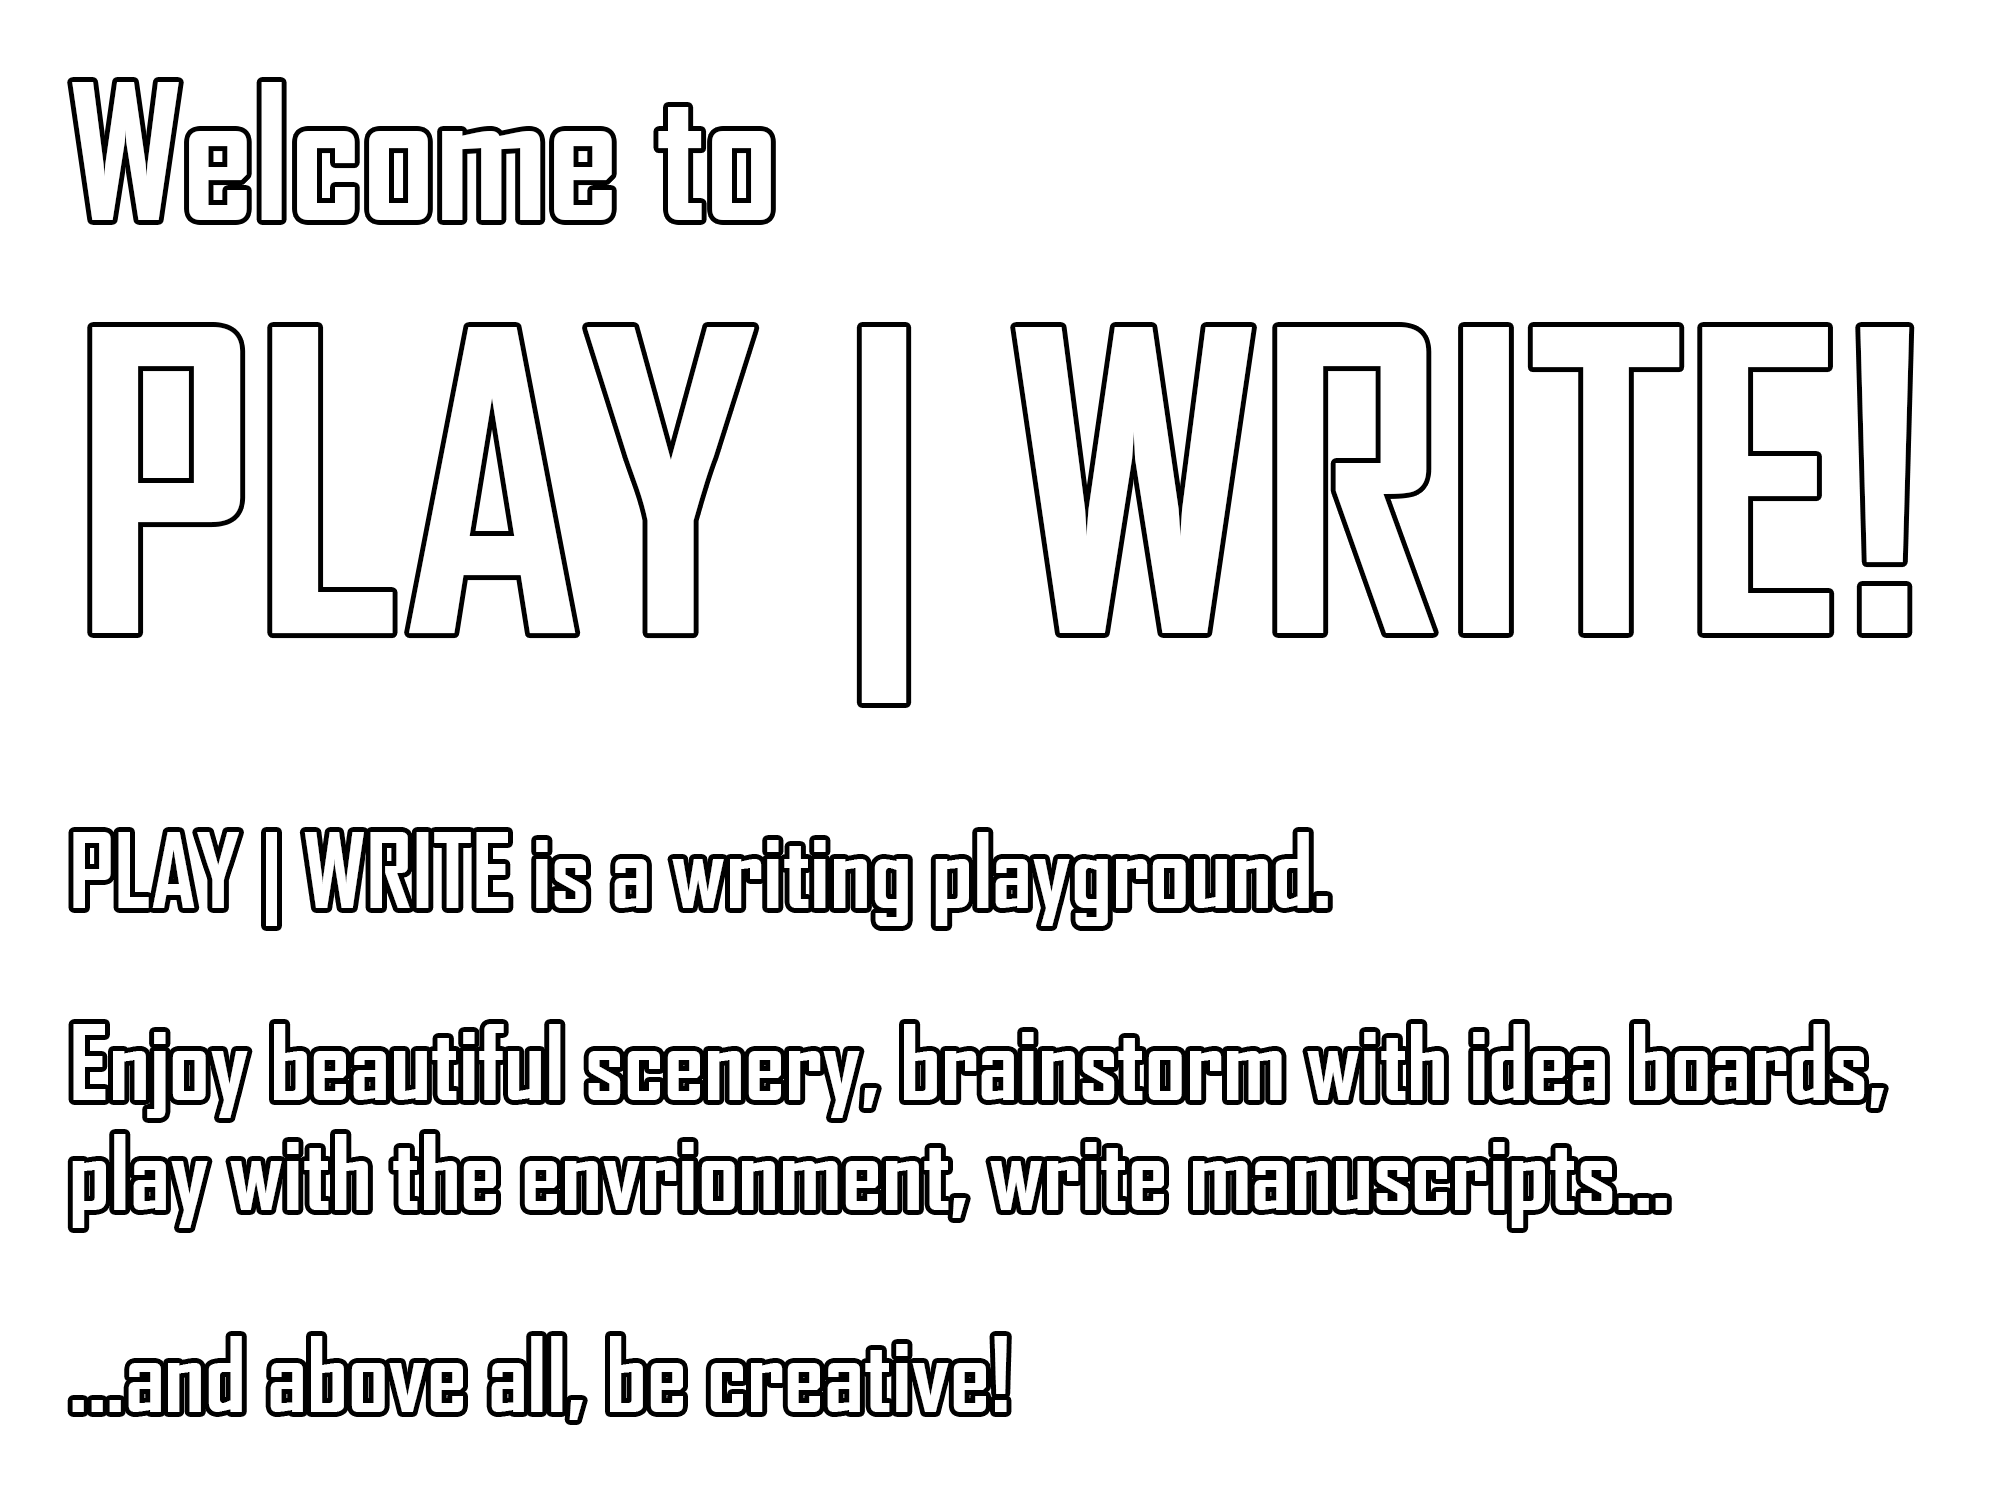 Welcome to
PLAY | WRITE!
PLAY | WRITE is a writing playground.
Enjoy beautiful scenery, brainstorm with idea boards,
play with the envrionment, write manuscripts...
...and above all, be creative!